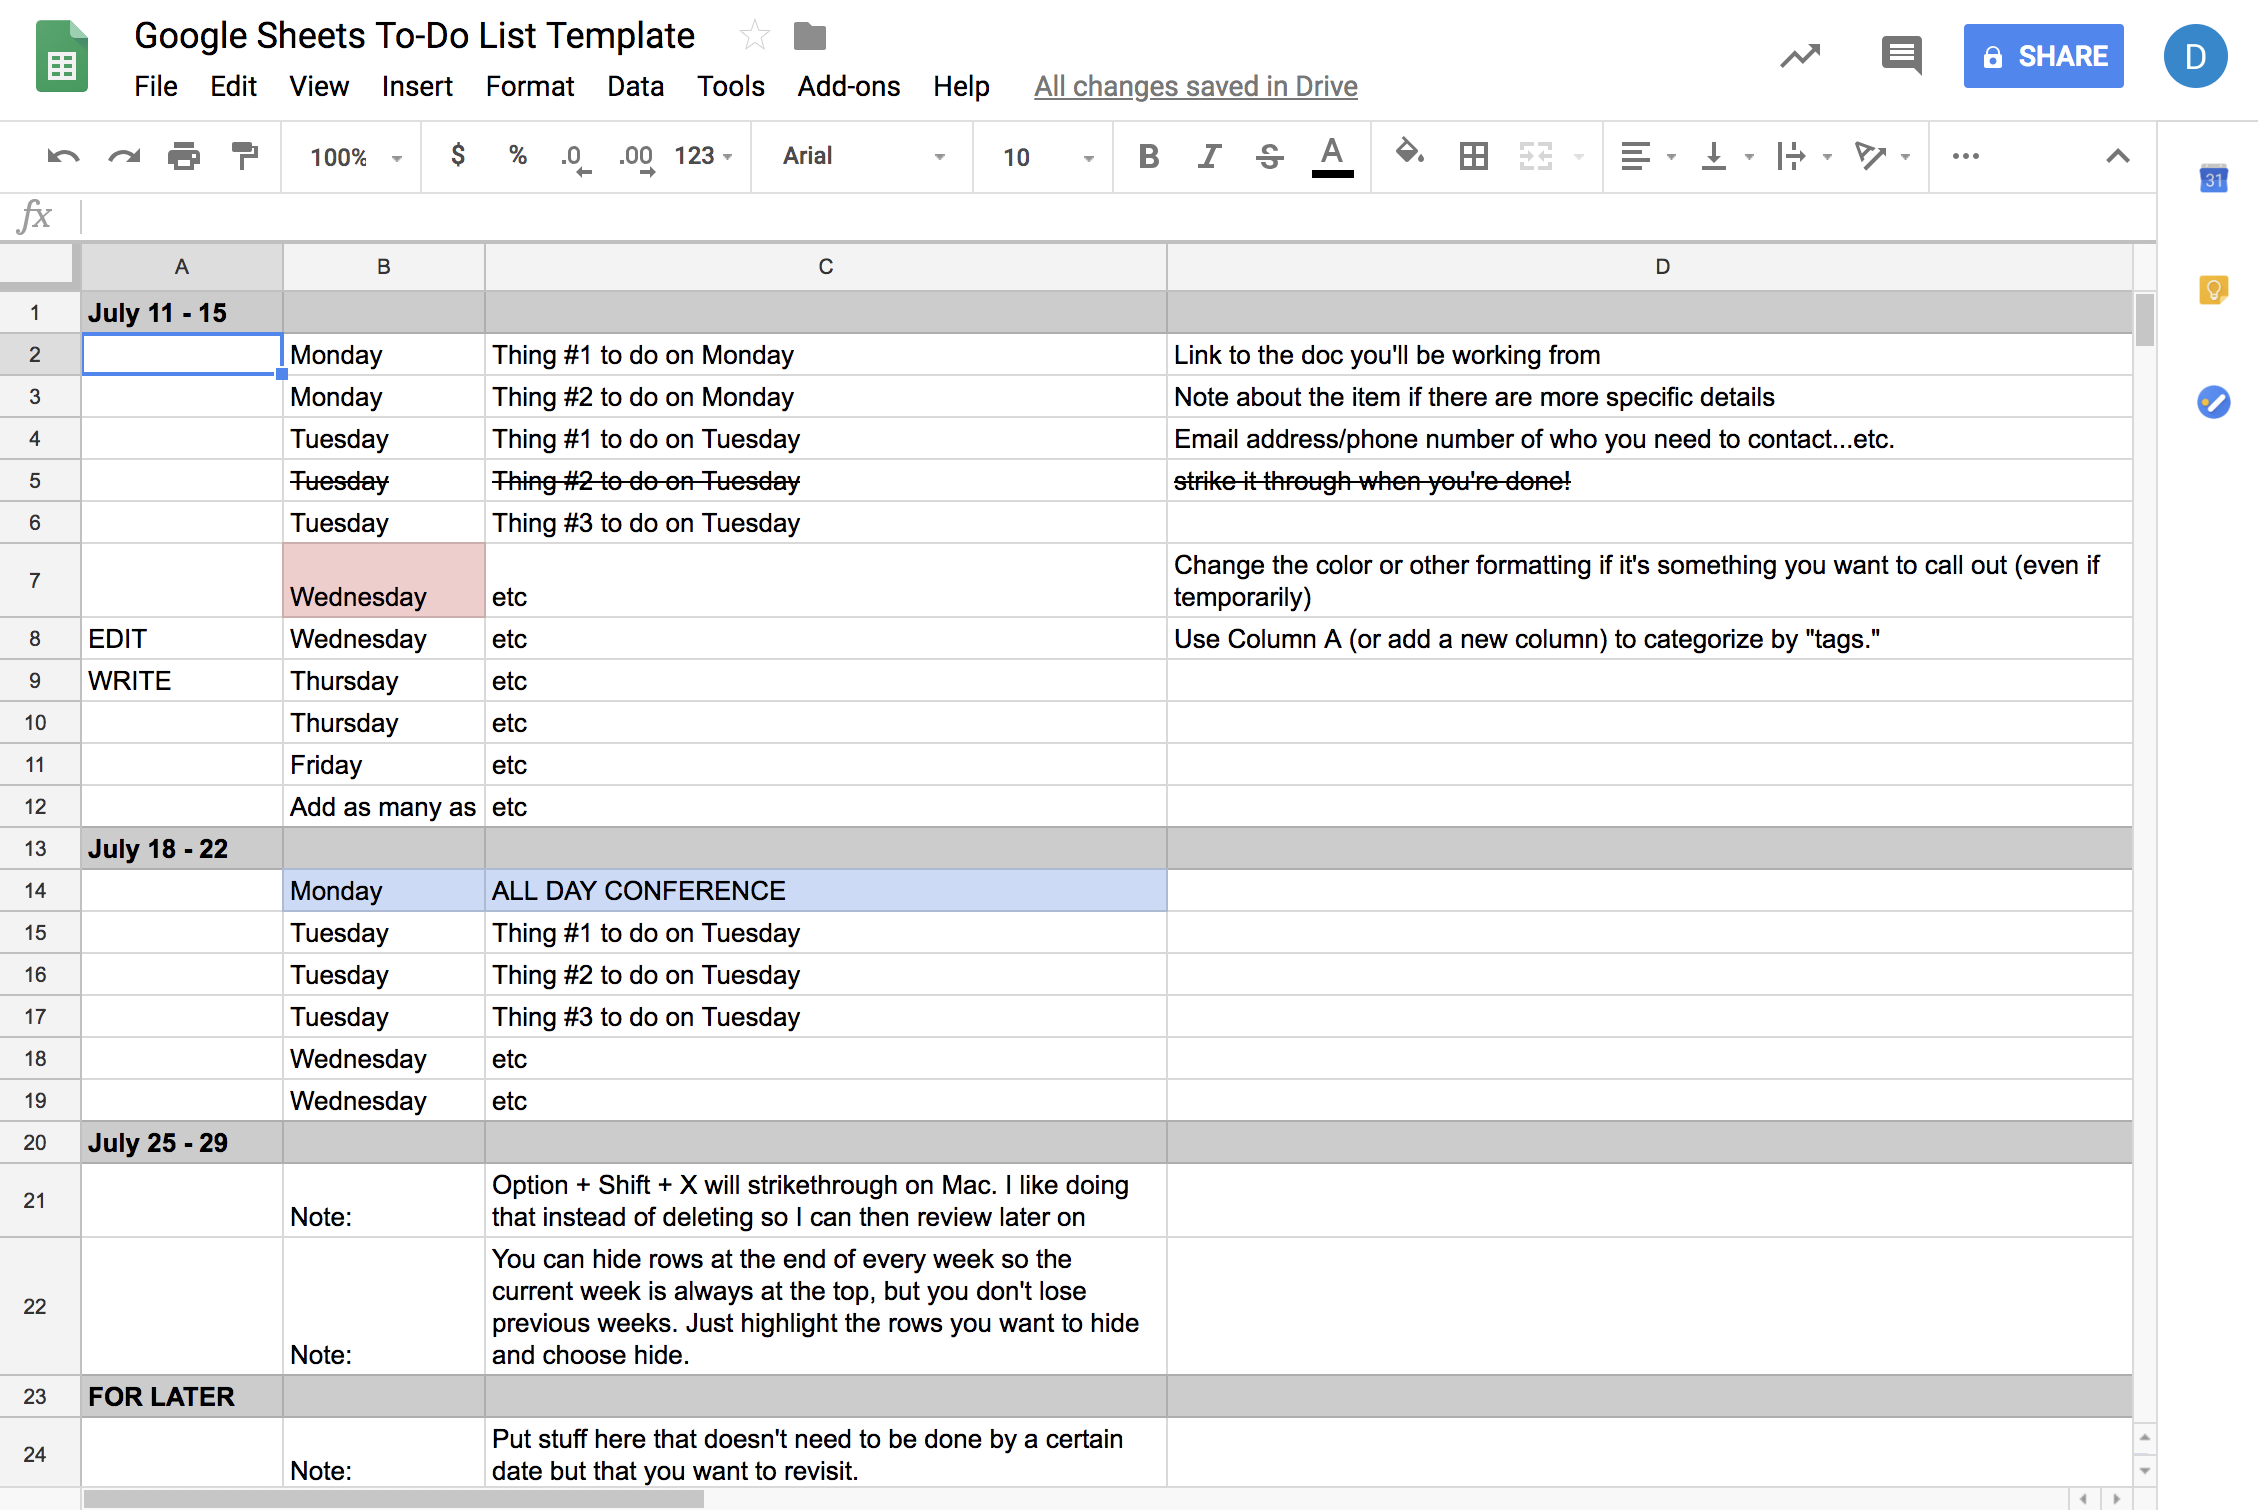 Google Sheets To-Do List Template
File Edit View Insert Format Data Tools Add-ons Help All changes saved in Drive
SHARE
D
100% $ % .0 .00 123 Arial 10 B I S A
31
fx
A B C D
1 July 11 - 15
2 Monday Thing #1 to do on Monday Link to the doc you'll be working from
3 Monday Thing #2 to do on Monday Note about the item if there are more specific details
4 Tuesday Thing #1 to do on Tuesday Email address/phone number of who you need to contact...etc.
5 Tuesday Thing #2 to do on Tuesday strike it through when you're done!
6 Tuesday Thing #3 to do on Tuesday
7 Wednesday etc Change the color or other formatting if it's something you want to call out (even if
temporarily)
8 EDIT Wednesday etc Use Column A (or add a new column) to categorize by "tags."
9 WRITE Thursday etc
10 Thursday etc
11 Friday etc
12 Add as many as etc
13 July 18 - 22
14 Monday ALL DAY CONFERENCE
15 Tuesday Thing #1 to do on Tuesday
16 Tuesday Thing #2 to do on Tuesday
17 Tuesday Thing #3 to do on Tuesday
18 Wednesday etc
19 Wednesday etc
20 July 25 - 29
21 Note: Option + Shift + X will strikethrough on Mac. I like doing
that instead of deleting so I can then review later on
22 Note: You can hide rows at the end of every week so the
current week is always at the top, but you don't lose
previous weeks. Just highlight the rows you want to hide
and choose hide.
23 FOR LATER
24 Note: Put stuff here that doesn't need to be done by a certain
date but that you want to revisit.